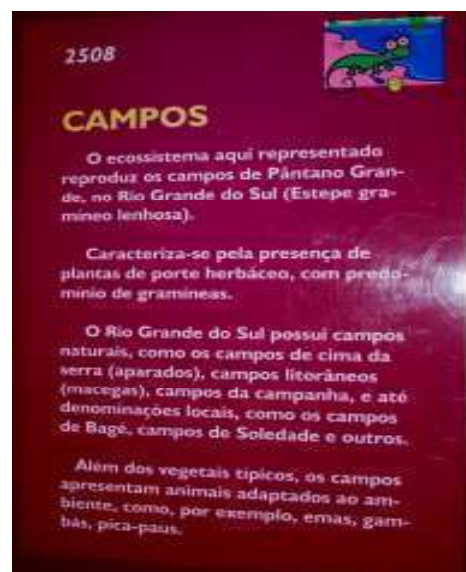 2508
CAMPOS
O ecossistema aqui representado
reproduz os campos de Pântano Gran-
de, no Rio Grande do Sul (Estepe gra-
míneo lenhosa).
Caracteriza-se pela presença de
plantas de porte herbáceo, com predo-
mínio de gramíneas.
O Rio Grande do Sul possui campos
naturais, como os campos de cima da
serra (aparados), campos litorâneos
(macegas), campos da campanha, e até
denominações locais, como os campos
de Bagé, campos de Soledade e outros.
Além dos vegetais típicos, os campos
apresentam animais adaptados ao am-
biente, como, por exemplo, emas, gam-
bás, pica-paus.